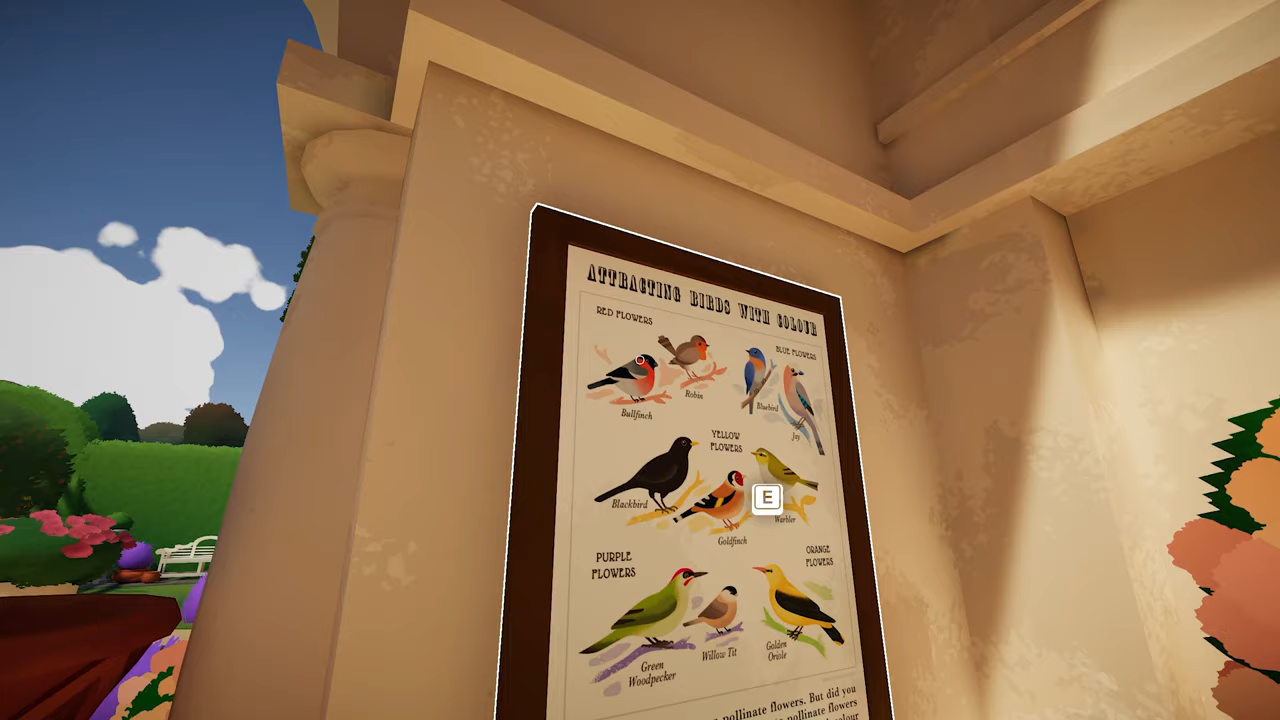 ATTRACTING BIRDS WITH COLOUR
RED FLOWERS
BLUE FLOWERS
Bullfinch
Robin
Bluebird
Jay
YELLOW
FLOWERS
Blackbird
Goldfinch
Warbler
E
PURPLE
FLOWERS
ORANGE
FLOWERS
Green
Woodpecker
Willow Tit
Golden
Oriole
pollinate flowers. But did you
pollinate flowers
colour